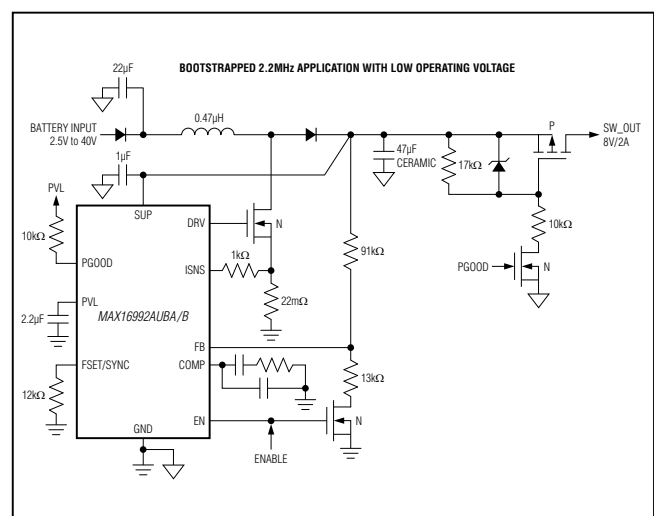 BOOTSTRAPPED 2.2MHz APPLICATION WITH LOW OPERATING VOLTAGE
22µF
BATTERY INPUT
2.5V to 40V
0.47µH
1µF
47µF
CERAMIC
17kΩ
P
SW_OUT
8V/2A
PVL
10kΩ
PGOOD
SUP
DRV
N
ISNS
1kΩ
22mΩ
91kΩ
10kΩ
PGOOD
N
PVL
2.2µF
MAX16992AUBA/B
FB
COMP
13kΩ
FSET/SYNC
12kΩ
GND
EN
N
ENABLE